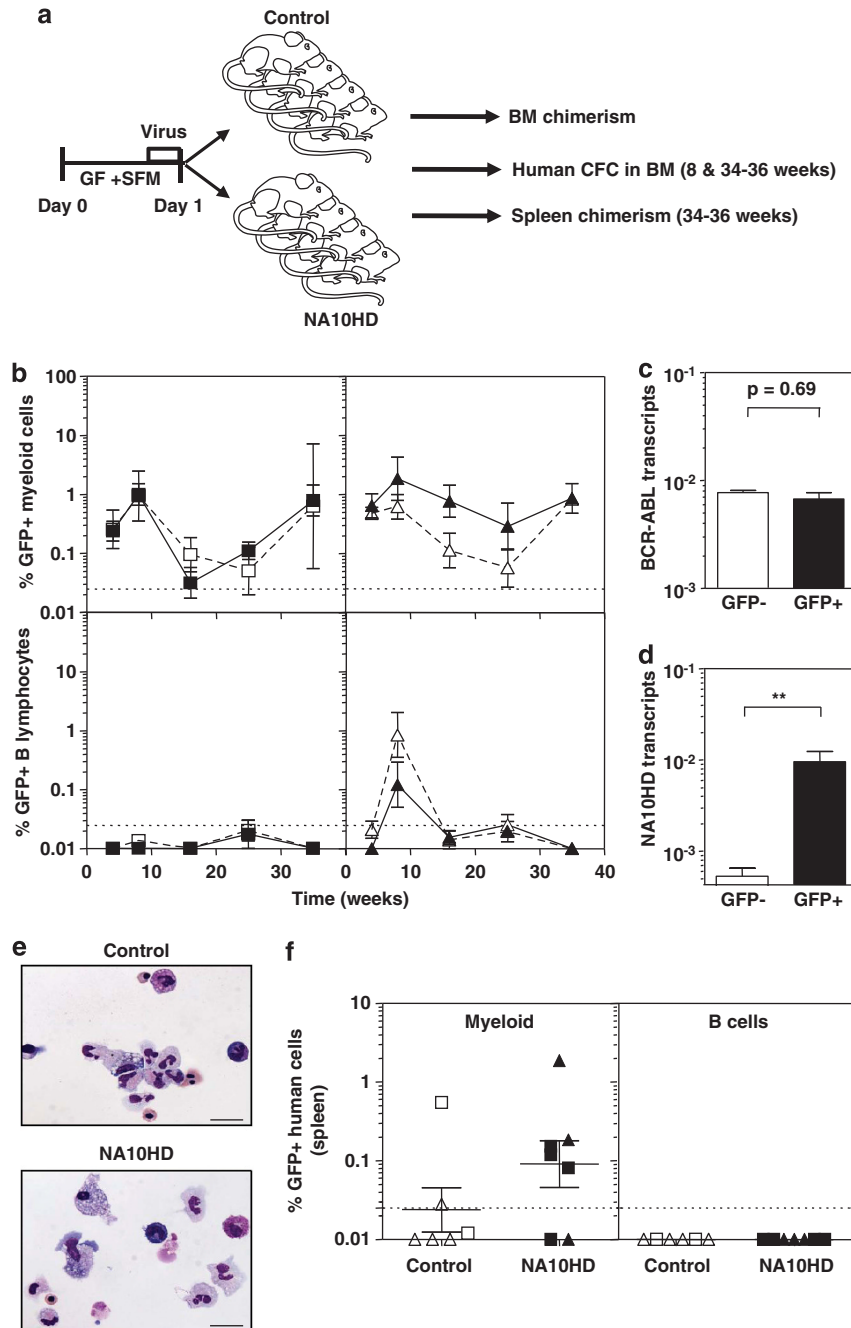 a
Control
Virus
GF +SFM
Day 0
Day 1
NA10HD
BM chimerism
Human CFC in BM (8 & 34-36 weeks)
Spleen chimerism (34-36 weeks)
b
% GFP+ myeloid cells
100
10
1
0.1
0.01
% GFP+ B lymphocytes
10
1
0.1
0.01
0
10
20
30
0
10
20
30
40
Time (weeks)
c
BCR-ABL transcripts
10-1
10-2
10-3
p = 0.69
GFP-
GFP+
d
NA10HD transcripts
10-1
10-2
10-3
**
GFP-
GFP+
e
Control
NA10HD
f
% GFP+ human cells
(spleen)
10
1
0.1
0.01
Myeloid
B cells
Control
NA10HD
Control
NA10HD